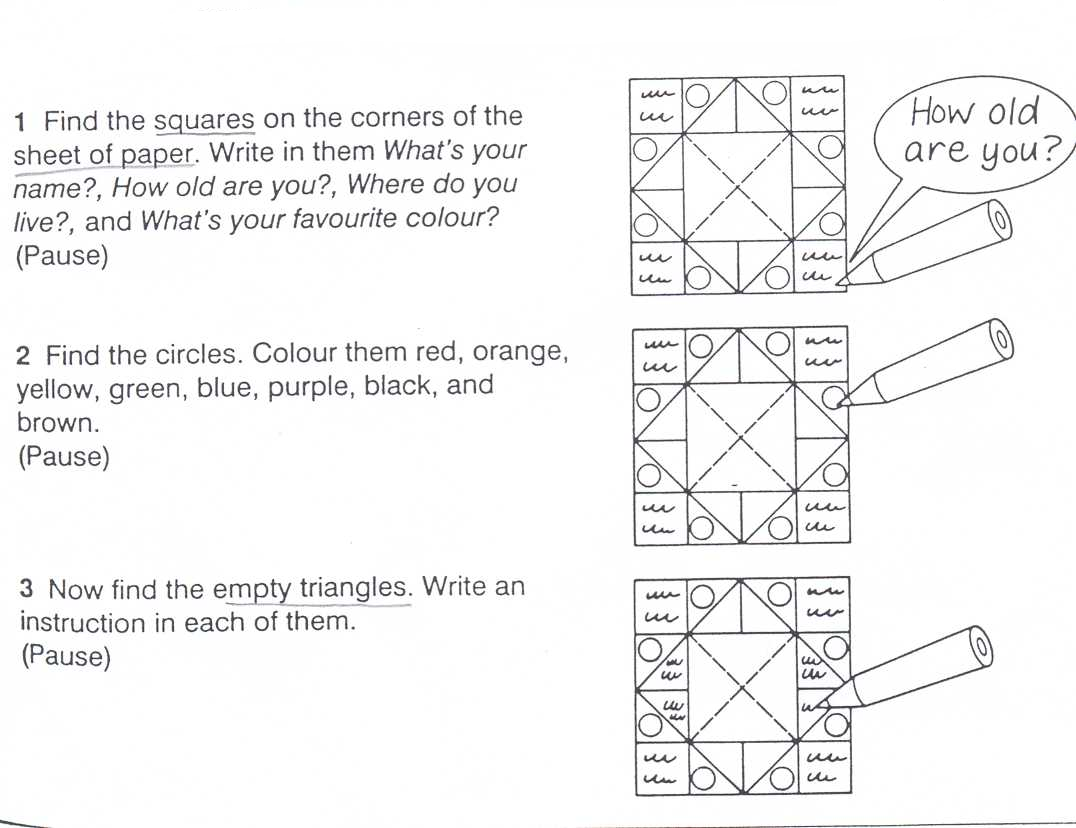 1 Find the squares on the corners of the
sheet of paper. Write in them What's your
name?, How old are you?, Where do you
live?, and What's your favourite colour?
(Pause)
How old
are you?
2 Find the circles. Colour them red, orange,
yellow, green, blue, purple, black, and
brown.
(Pause)
3 Now find the empty triangles. Write an
instruction in each of them.
(Pause)